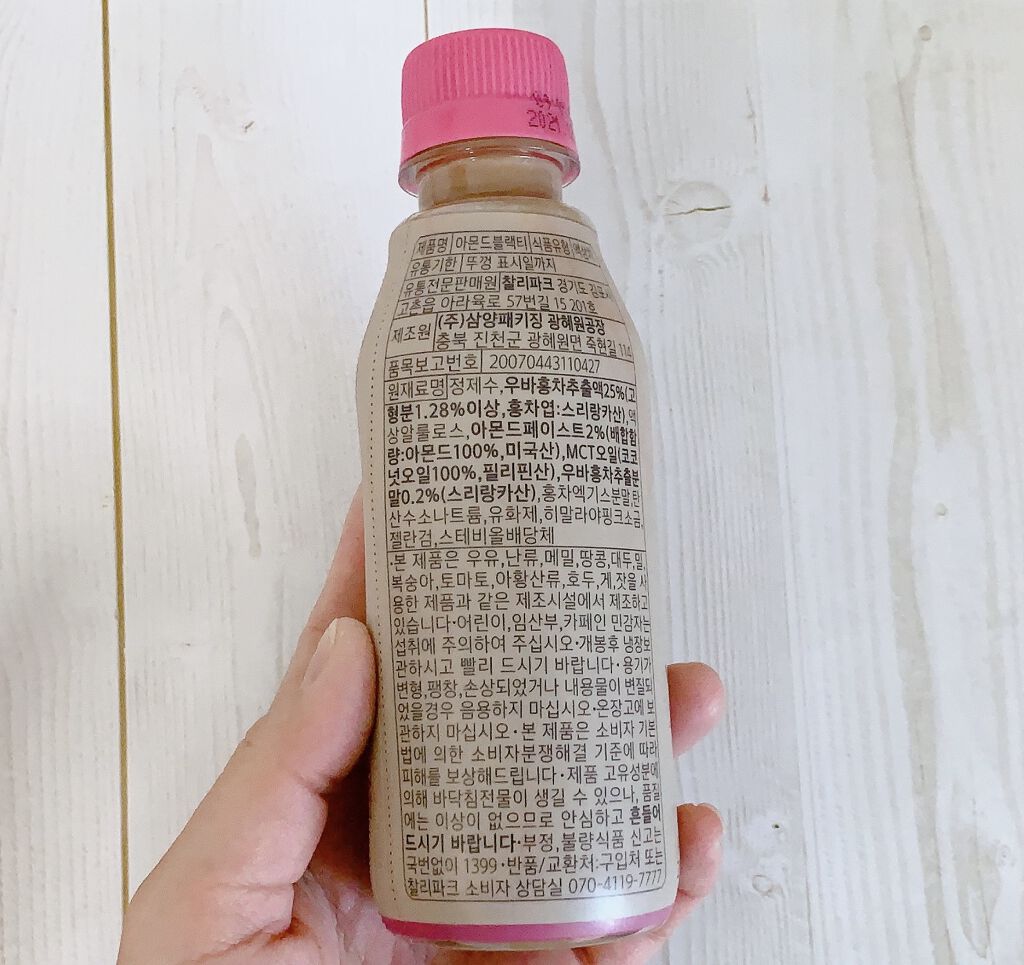 2021
제품명 아몬드블랙티 식품유형
유통기한 뚜껑 표시일까지
유통전문판매원 찰리파크 경기도 김포시
고촌읍 아라육로 57번길 15 201호
제조원 (주)삼양패키징 광혜원공장
충북 진천군 광혜원면 죽현길 114
품목보고번호 20070443110427
원재료명 정제수,우바홍차추출액25%(고
형분1.28%이상,홍차엽:스리랑카산),액
상알룰로스,아몬드페이스트2%(배합함
량:아몬드100%,미국산),MCT오일(코코
넛오일100%,필리핀산),우바홍차추출분
말0.2%(스리랑카산),홍차엑기스분말,탄
산수소나트륨,유화제,히말라야핑크소금,
젤란검,스테비올배당체
·본 제품은 우유,난류,메밀,땅콩,대두,밀,
복숭아,토마토,아황산류,호두,게,잣을 사
용한 제품과 같은 제조시설에서 제조하고
있습니다·어린이,임산부,카페인 민감자는
섭취에 주의하여 주십시오·개봉후 냉장보
관하시고 빨리 드시기 바랍니다·용기가
변형,팽창,손상되었거나 내용물이 변질되
었을경우 음용하지 마십시오·온장고에 보
관하지 마십시오·본 제품은 소비자 기본
법에 의한 소비자분쟁해결 기준에 따라
피해를 보상해드립니다·제품 고유성분에
의해 바닥침전물이 생길 수 있으나, 품질
에는 이상이 없으므로 안심하고 흔들어
드시기 바랍니다·부정,불량식품 신고는
국번없이 1399·반품/교환처:구입처 또는
찰리파크 소비자 상담실 070-4119-7777